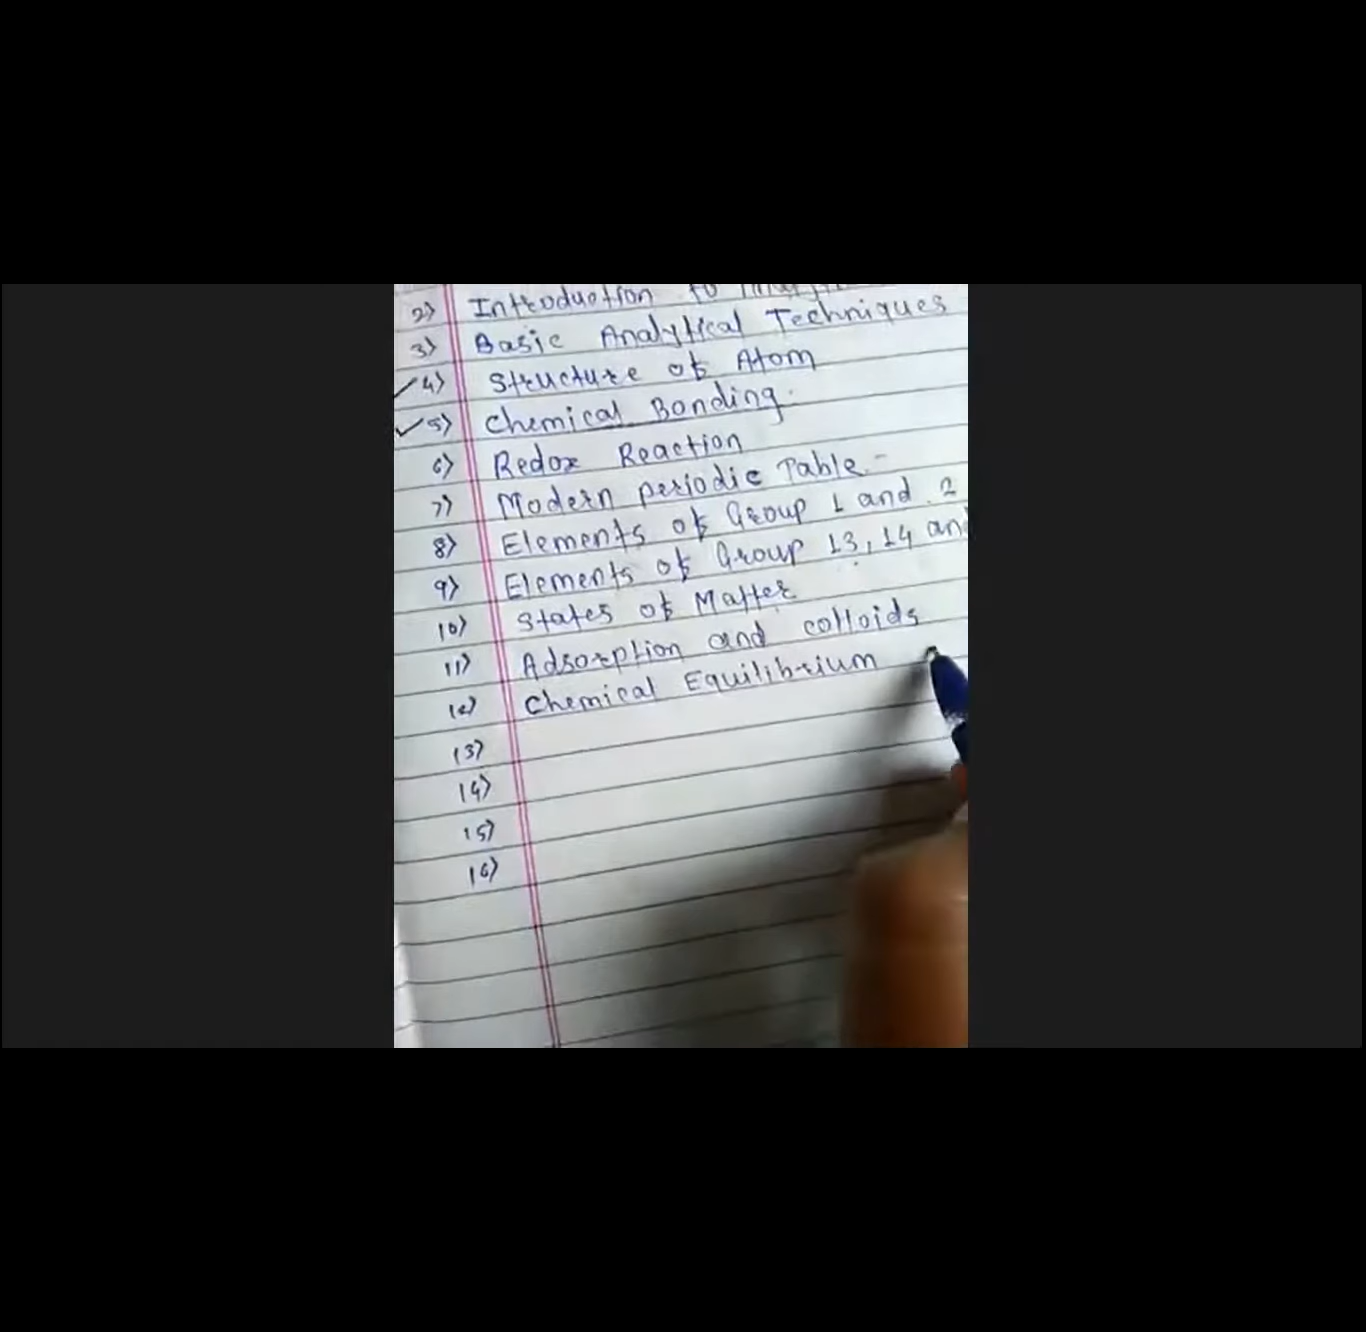 2) Introduction to
3) Basic Analytical Techniques
4) Structure of Atom
5) Chemical Bonding.
6) Redox Reaction
7) Modern periodic Table -
8) Elements of Group 1 and 2
9) Elements of Group 13, 14 an
10) States of Matter
11) Adsorption and colloids
12) Chemical Equilibrium
13)
14)
15)
16)